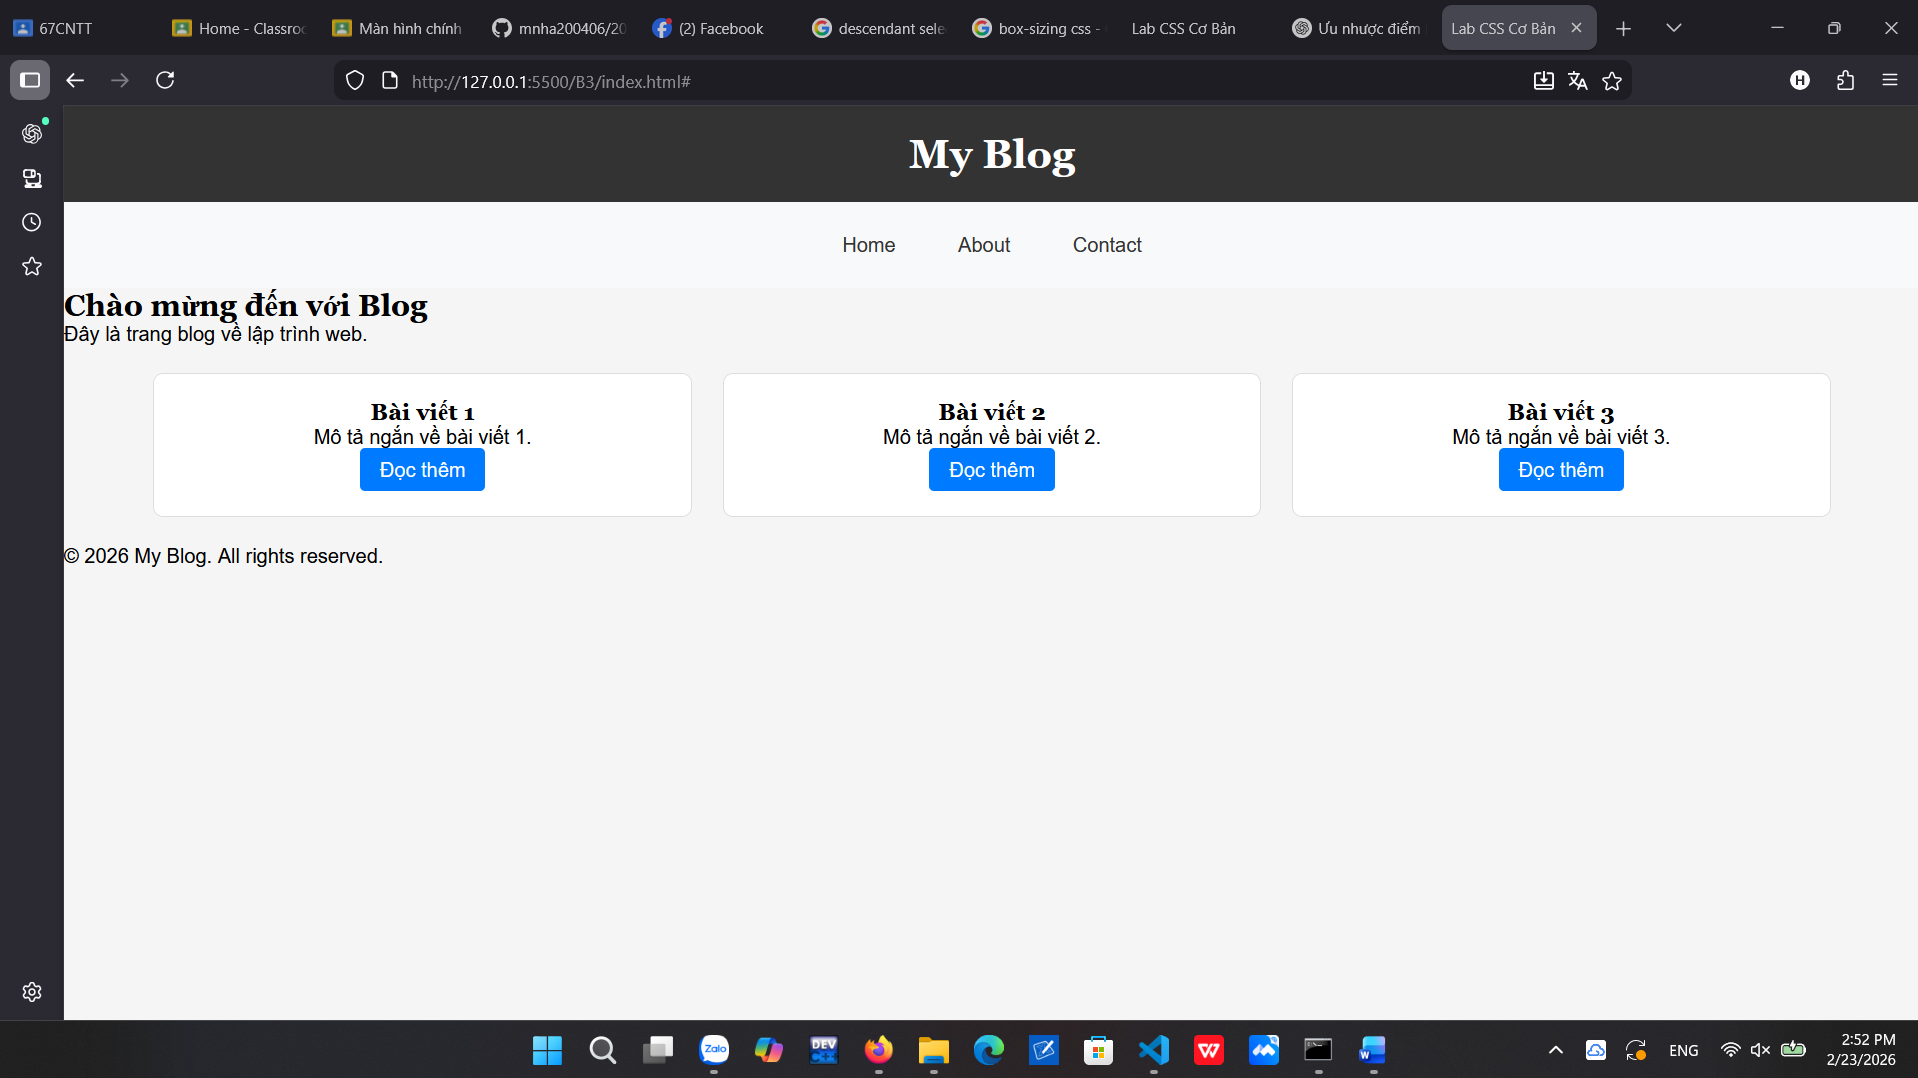 67CNTT
Home - Classro
Màn hình chính
mnha200406/20
(2) Facebook
descendant sele
box-sizing css -
Lab CSS Cơ Bản
Ưu nhược điểm
Lab CSS Cơ Bản
http://127.0.0.1:5500/B3/index.html#
H
My Blog
Home About Contact
Chào mừng đến với Blog
Đây là trang blog về lập trình web.
Bài viết 1
Mô tả ngắn về bài viết 1.
Đọc thêm
Bài viết 2
Mô tả ngắn về bài viết 2.
Đọc thêm
Bài viết 3
Mô tả ngắn về bài viết 3.
Đọc thêm
© 2026 My Blog. All rights reserved.
Zalo
DEV
C++
W
W
ENG
2:52 PM
2/23/2026